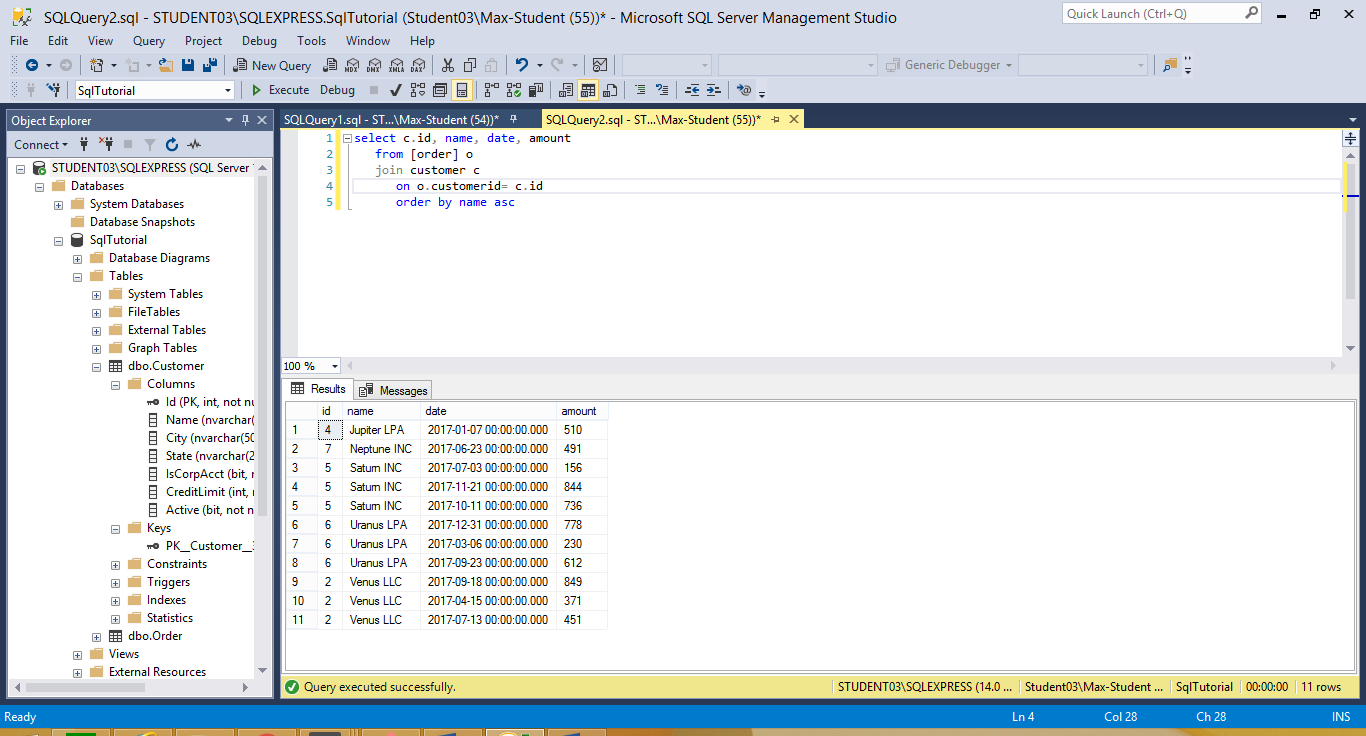 SQLQuery2.sql - STUDENT03\SQLEXPRESS.SqlTutorial (Student03\Max-Student (55))* - Microsoft SQL Server Management Studio
Quick Launch (Ctrl+Q)
File Edit View Query Project Debug Tools Window Help
New Query MDX DMX XMLA DAX Generic Debugger
SqlTutorial Execute Debug
Object Explorer
Connect
STUDENT03\SQLEXPRESS (SQL Server
Databases
System Databases
Database Snapshots
SqlTutorial
Database Diagrams
Tables
System Tables
FileTables
External Tables
Graph Tables
dbo.Customer
Columns
Id (PK, int, not nu
Name (nvarchar(
City (nvarchar(50
State (nvarchar(2
IsCorpAcct (bit, r
CreditLimit (int, r
Active (bit, not n
Keys
PK__Customer__3
Constraints
Triggers
Indexes
Statistics
dbo.Order
Views
External Resources
SQLQuery1.sql - ST...\Max-Student (54))* SQLQuery2.sql - ST...\Max-Student (55))*
1 select c.id, name, date, amount
2 from [order] o
3 join customer c
4 on o.customerid= c.id
5 order by name asc
100 %
Results Messages
id name date amount
1 4 Jupiter LPA 2017-01-07 00:00:00.000 510
2 7 Neptune INC 2017-06-23 00:00:00.000 491
3 5 Saturn INC 2017-07-03 00:00:00.000 156
4 5 Saturn INC 2017-11-21 00:00:00.000 844
5 5 Saturn INC 2017-10-11 00:00:00.000 736
6 6 Uranus LPA 2017-12-31 00:00:00.000 778
7 6 Uranus LPA 2017-03-06 00:00:00.000 230
8 6 Uranus LPA 2017-09-23 00:00:00.000 612
9 2 Venus LLC 2017-09-18 00:00:00.000 849
10 2 Venus LLC 2017-04-15 00:00:00.000 371
11 2 Venus LLC 2017-07-13 00:00:00.000 451
Query executed successfully. STUDENT03\SQLEXPRESS (14.0 ... Student03\Max-Student ... SqlTutorial 00:00:00 11 rows
Ready Ln 4 Col 28 Ch 28 INS